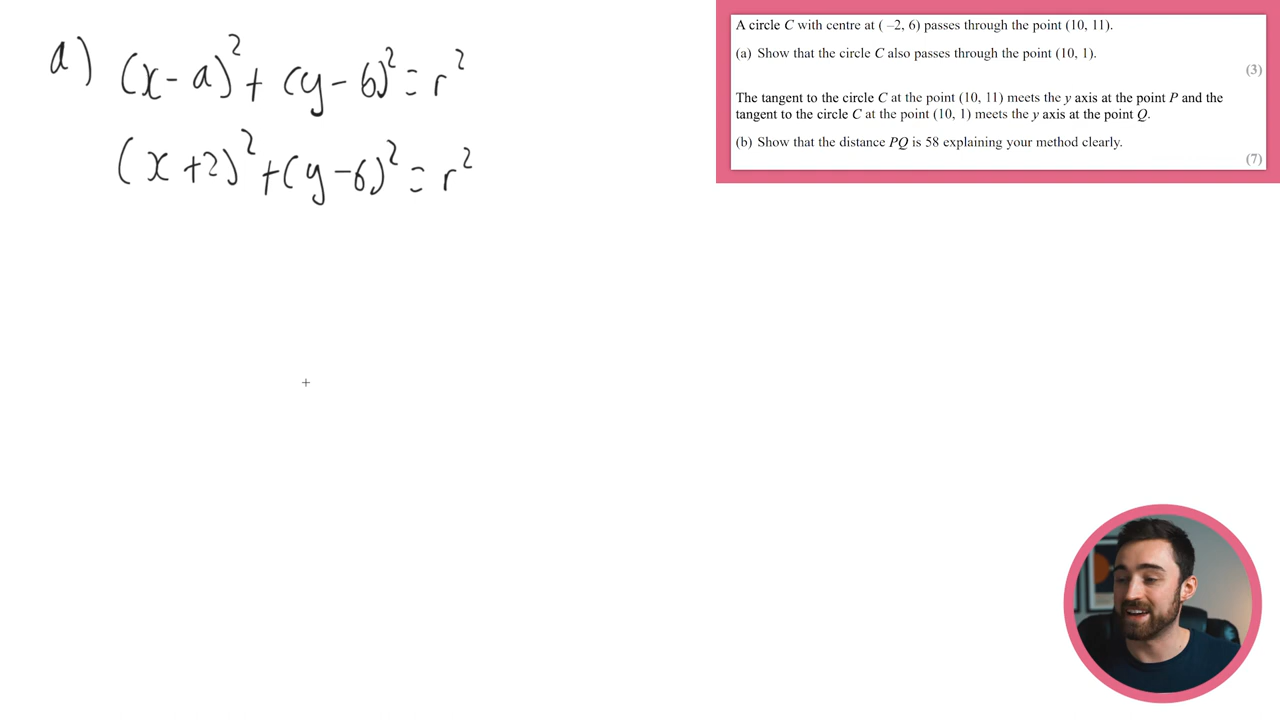 a) (x - a)² + (y - b)² = r²
(x + 2)² + (y - 6)² = r²
A circle C with centre at ( –2, 6) passes through the point (10, 11).
(a) Show that the circle C also passes through the point (10, 1).
(3)
The tangent to the circle C at the point (10, 11) meets the y axis at the point P and the
tangent to the circle C at the point (10, 1) meets the y axis at the point Q.
(b) Show that the distance PQ is 58 explaining your method clearly.
(7)